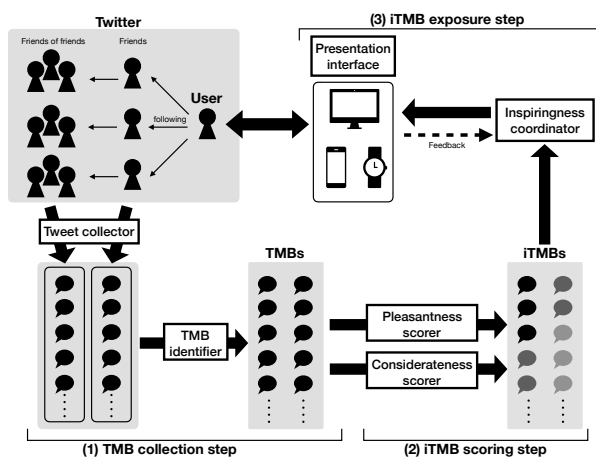 Twitter
(3) iTMB exposure step
Friends of friends
Friends
Presentation
interface
User
following
Inspiringness
coordinator
Feedback
Tweet collector
TMBs
iTMBs
TMB
identifier
Pleasantness
scorer
Considerateness
scorer
(1) TMB collection step
(2) iTMB scoring step